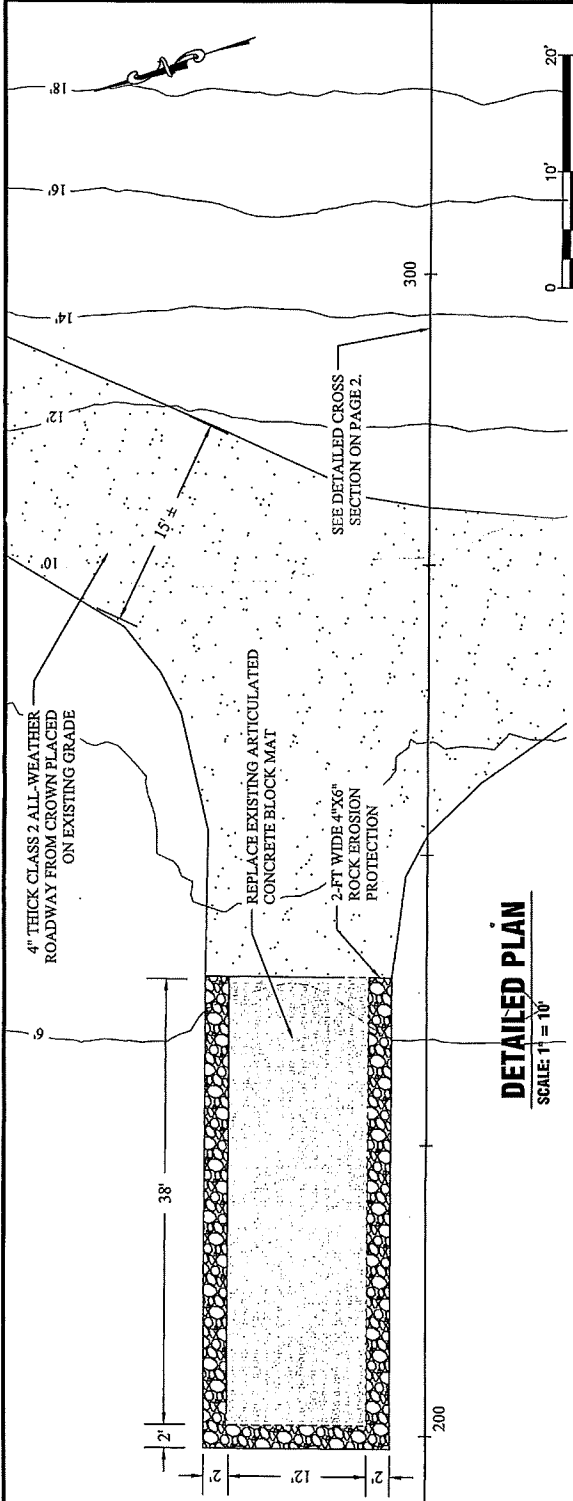 18'
16'
14'
12'
10'
6'
4" THICK CLASS 2 ALL-WEATHER
ROADWAY FROM CROWN PLACED
ON EXISTING GRADE
15' ±
REPLACE EXISTING ARTICULATED
CONCRETE BLOCK MAT
2-FT WIDE 4"X6"
ROCK EROSION
PROTECTION
SEE DETAILED CROSS
SECTION ON PAGE 2.
38'
2'
2'
12'
2'
200
300
DETAILED PLAN
SCALE: 1" = 10'
0
10'
20'